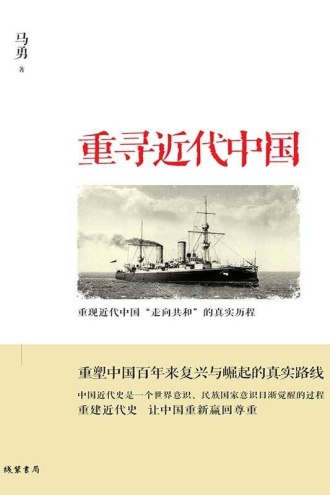 马勇
著
重寻近代中国
重现近代中国“走向共和”的真实历程
重塑中国百年来复兴与崛起的真实路线
中国近代史是一个世界意识、民族国家意识日渐觉醒的过程
重建近代史 让中国重新赢回尊重
线装书局